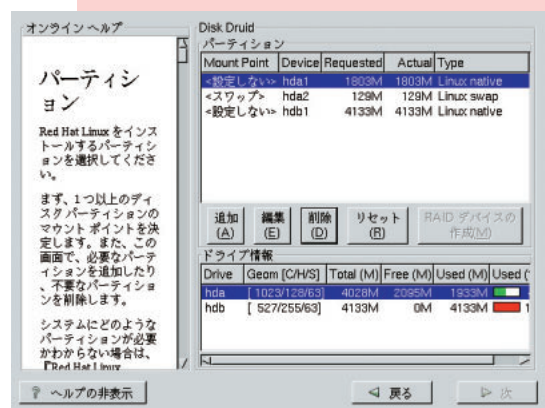 オンラインヘルプ
パーティション
Red Hat Linux をインストールするパーティションを選択してください。
まず、1つ以上のディスクパーティションのマウント ポイントを決定します。また、この画面で、必要なパーティションを追加したり、不要なパーティションを削除します。
システムにどのようなパーティションが必要かわからない場合は、
『Red Hat Linux
Disk Druid
パーティション
Mount Point Device Requested Actual Type
<設定しない> hda1 1803M 1803M Linux native
<スワップ> hda2 129M 129M Linux swap
<設定しない> hdb1 4133M 4133M Linux native
追加 (A)
編集 (E)
削除 (D)
リセット (R)
RAID デバイスの作成(M)
ドライブ情報
Drive Geom [C/H/S] Total (M) Free (M) Used (M) Used (
hda [ 1023/128/63] 4028M 2095M 1933M
hdb [ 527/255/63] 4133M 0M 4133M
? ヘルプの非表示
戻る
次